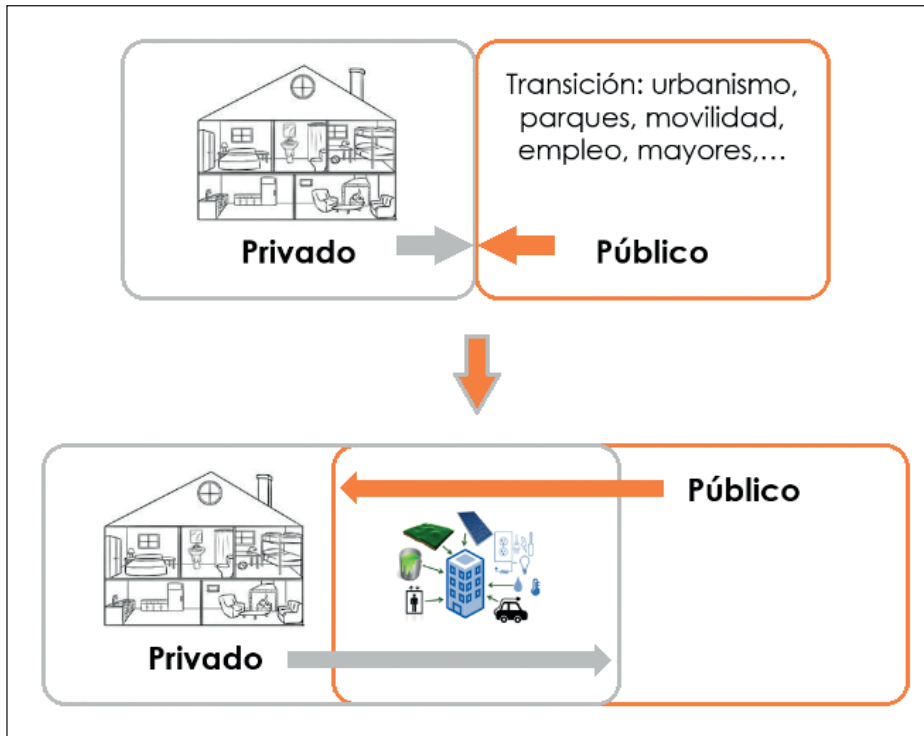 Transición: urbanismo,
parques, movilidad,
empleo, mayores,...
Privado
Público
Público
Privado